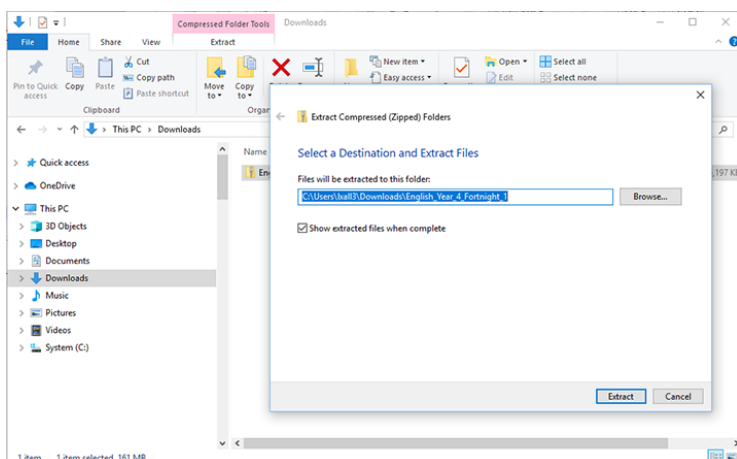 Compressed Folder Tools Downloads
File Home Share View Extract
Pin to Quick access
Copy
Paste
Cut
Copy path
Paste shortcut
Move to
Copy to
New item
Easy access
Open
Edit
Select all
Select none
Clipboard
Organ
This PC > Downloads
Name
Quick access
OneDrive
This PC
3D Objects
Desktop
Documents
Downloads
Music
Pictures
Videos
System (C:)
Extract Compressed (Zipped) Folders
Select a Destination and Extract Files
Files will be extracted to this folder:
C:\Users\lxall3\Downloads\English_Year_4_Fortnight_1
Browse...
Show extracted files when complete
Extract Cancel
1 item 1 item selected 161 MB